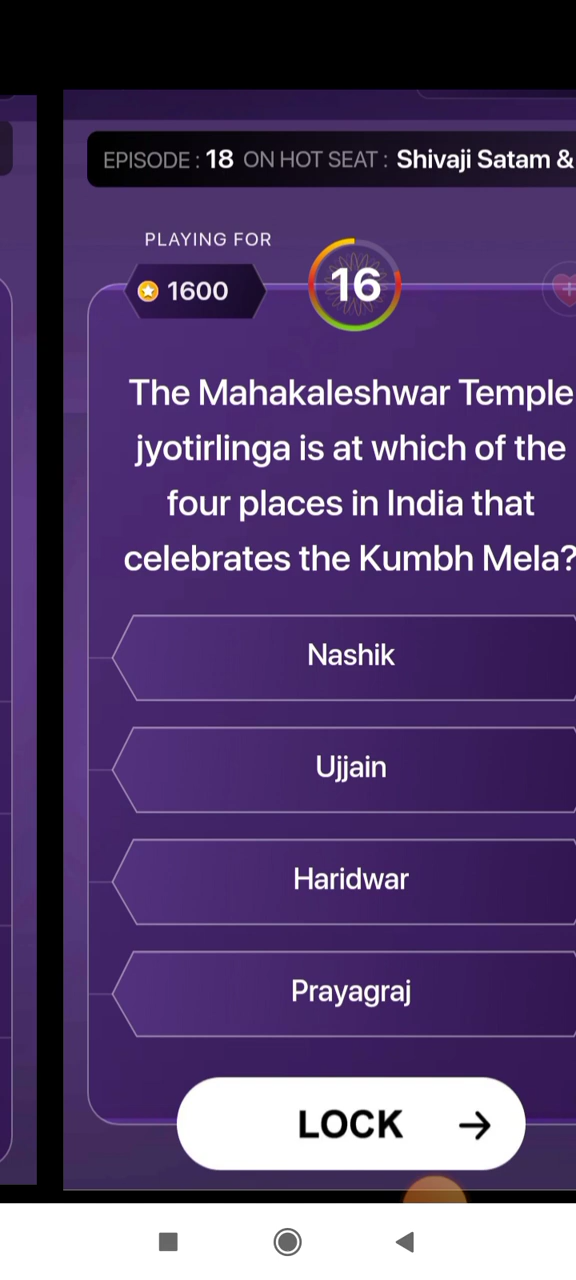 EPISODE : 18 ON HOT SEAT : Shivaji Satam &
PLAYING FOR
1600
16
The Mahakaleshwar Temple
jyotirlinga is at which of the
four places in India that
celebrates the Kumbh Mela?
Nashik
Ujjain
Haridwar
Prayagraj
LOCK →